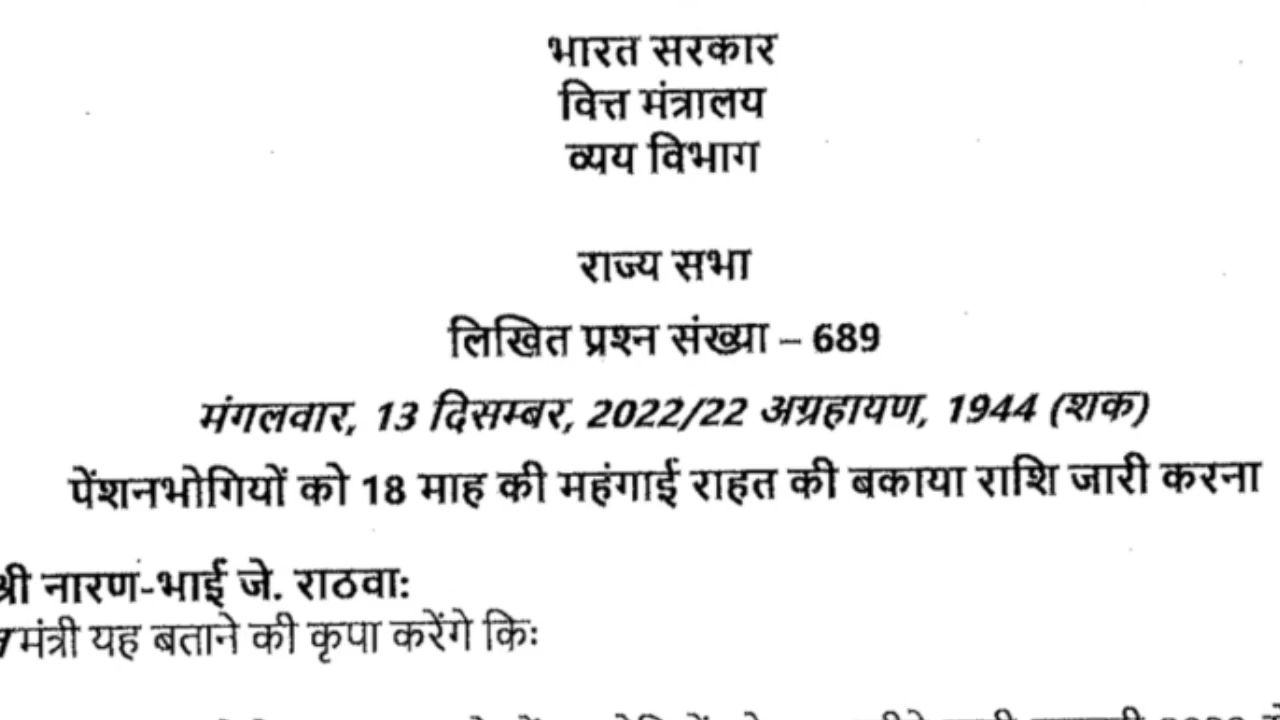 भारत सरकार
वित्त मंत्रालय
व्यय विभाग
राज्य सभा
लिखित प्रश्न संख्या – 689
मंगलवार, 13 दिसम्बर, 2022/22 अग्रहायण, 1944 (शक)
पेंशनभोगियों को 18 माह की महंगाई राहत की बकाया राशि जारी करना
श्री नारण-भाई जे. राठवा:
मंत्री यह बताने की कृपा करेंगे किः